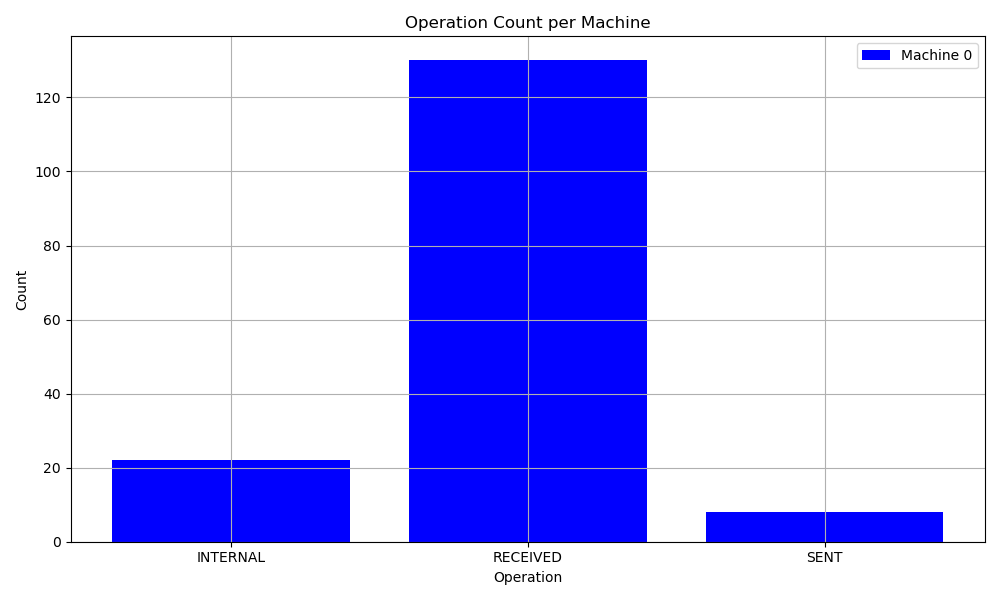 Operation Count per Machine
Machine 0
120
100
80
60
40
20
0
Count
INTERNAL
RECEIVED
SENT
Operation